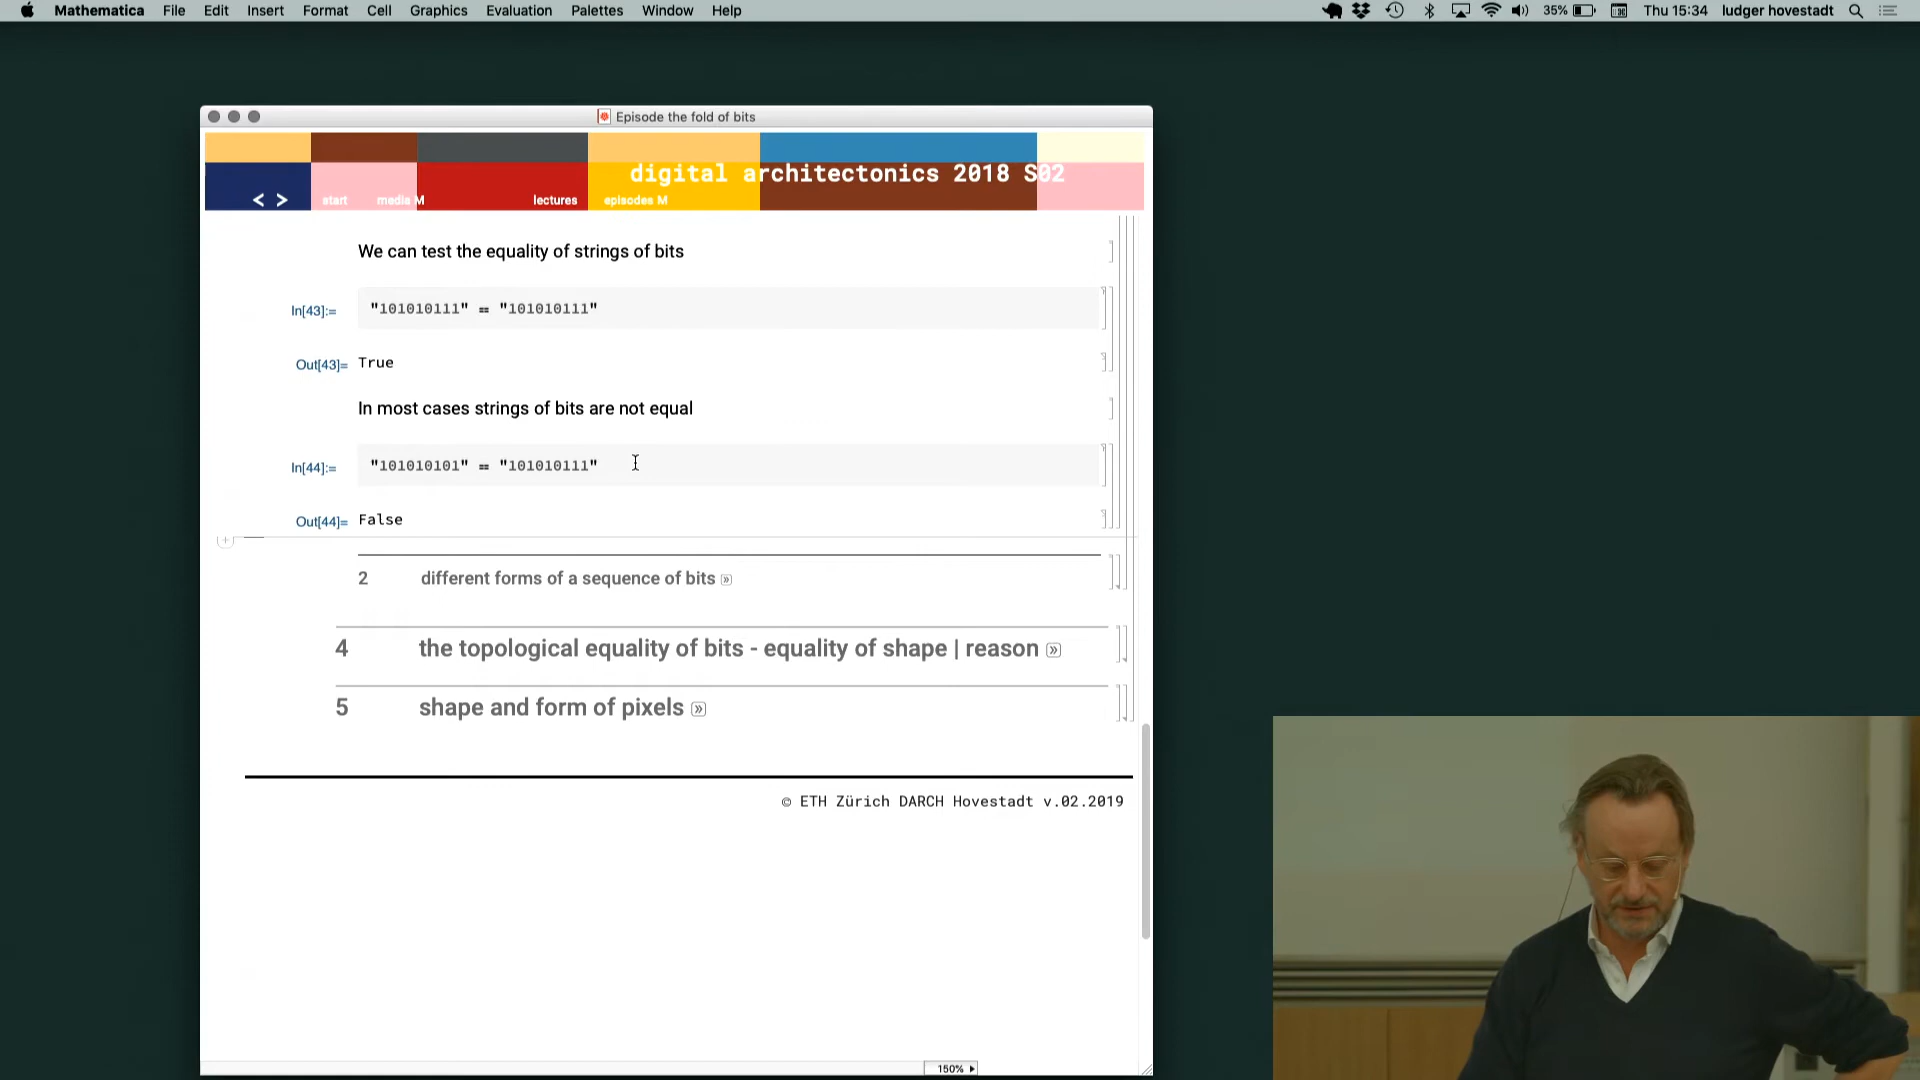 Mathematica File Edit Insert Format Cell Graphics Evaluation Palettes Window Help 35% Thu 15:34 ludger hovestadt
Episode the fold of bits
digital architectonics 2018 S02
< > start media M lectures episodes M
We can test the equality of strings of bits
In[43]:= "101010111" == "101010111"
Out[43]= True
In most cases strings of bits are not equal
In[44]:= "101010101" == "101010111"
Out[44]= False
2 different forms of a sequence of bits »
4 the topological equality of bits - equality of shape | reason »
5 shape and form of pixels »
© ETH Zürich DARCH Hovestadt v.02.2019
150%